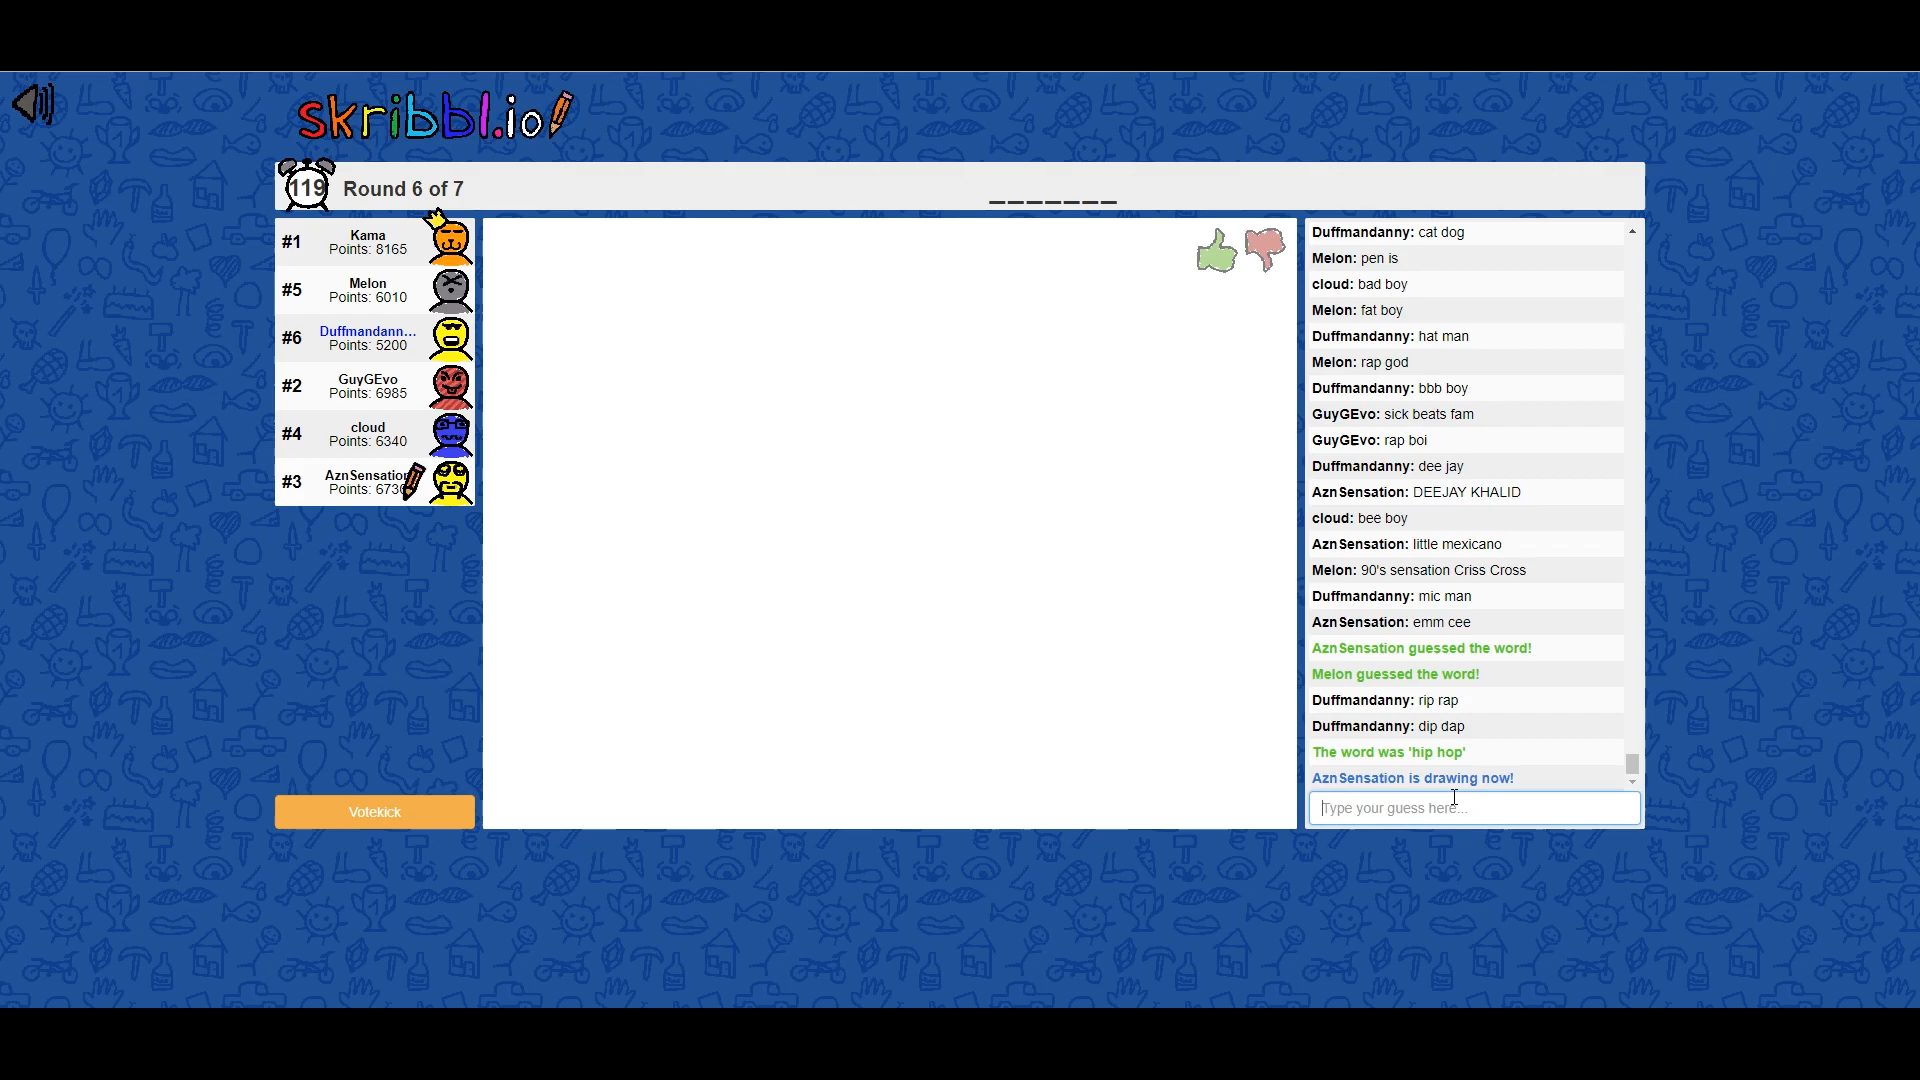 skribbl.io
119
Round 6 of 7
_______
#1
Kama
Points: 8165
#5
Melon
Points: 6010
#6
Duffmandann...
Points: 5200
#2
GuyGEvo
Points: 6985
#4
cloud
Points: 6340
#3
AznSensation
Points: 6730
Votekick
Duffmandanny: cat dog
Melon: pen is
cloud: bad boy
Melon: fat boy
Duffmandanny: hat man
Melon: rap god
Duffmandanny: bbb boy
GuyGEvo: sick beats fam
GuyGEvo: rap boi
Duffmandanny: dee jay
AznSensation: DEEJAY KHALID
cloud: bee boy
AznSensation: little mexicano
Melon: 90's sensation Criss Cross
Duffmandanny: mic man
AznSensation: emm cee
AznSensation guessed the word!
Melon guessed the word!
Duffmandanny: rip rap
Duffmandanny: dip dap
The word was 'hip hop'
AznSensation is drawing now!
Type your guess here...